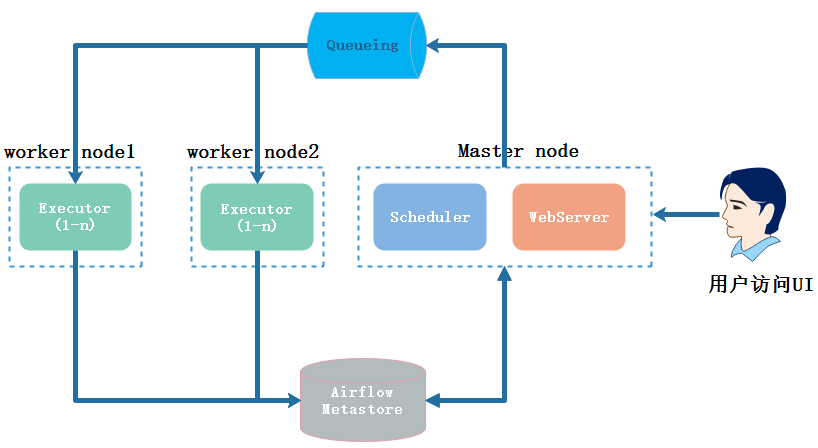 Queueing
worker node1
worker node2
Master node
Executor
(1-n)
Executor
(1-n)
Scheduler
WebServer
用户访问UI
Airflow
Metastore